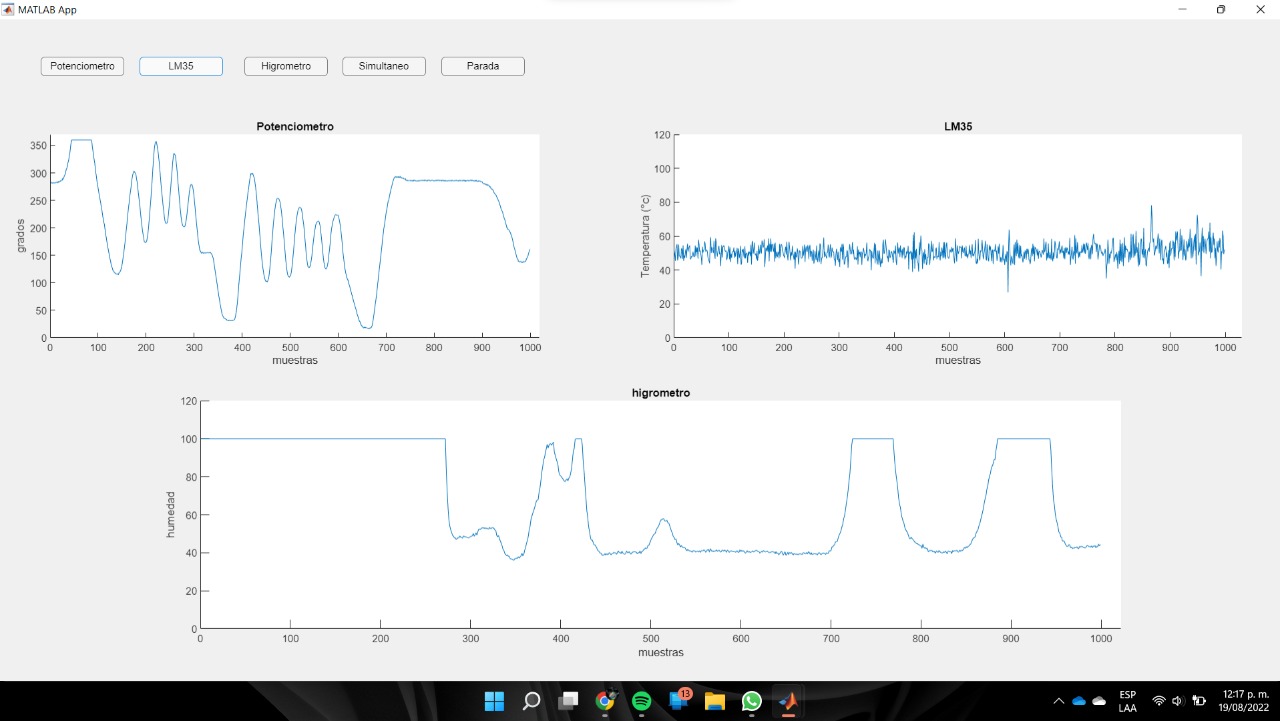 MATLAB App
Potenciometro LM35 Higrometro Simultaneo Parada
Potenciometro
grados
350
300
250
200
150
100
50
0
0 100 200 300 400 500 600 700 800 900 1000
muestras
LM35
Temperatura (°c)
120
100
80
60
40
20
0
0 100 200 300 400 500 600 700 800 900 1000
muestras
higrometro
humedad
120
100
80
60
40
20
0
0 100 200 300 400 500 600 700 800 900 1000
muestras
13
ESP
LAA
12:17 p. m.
19/08/2022